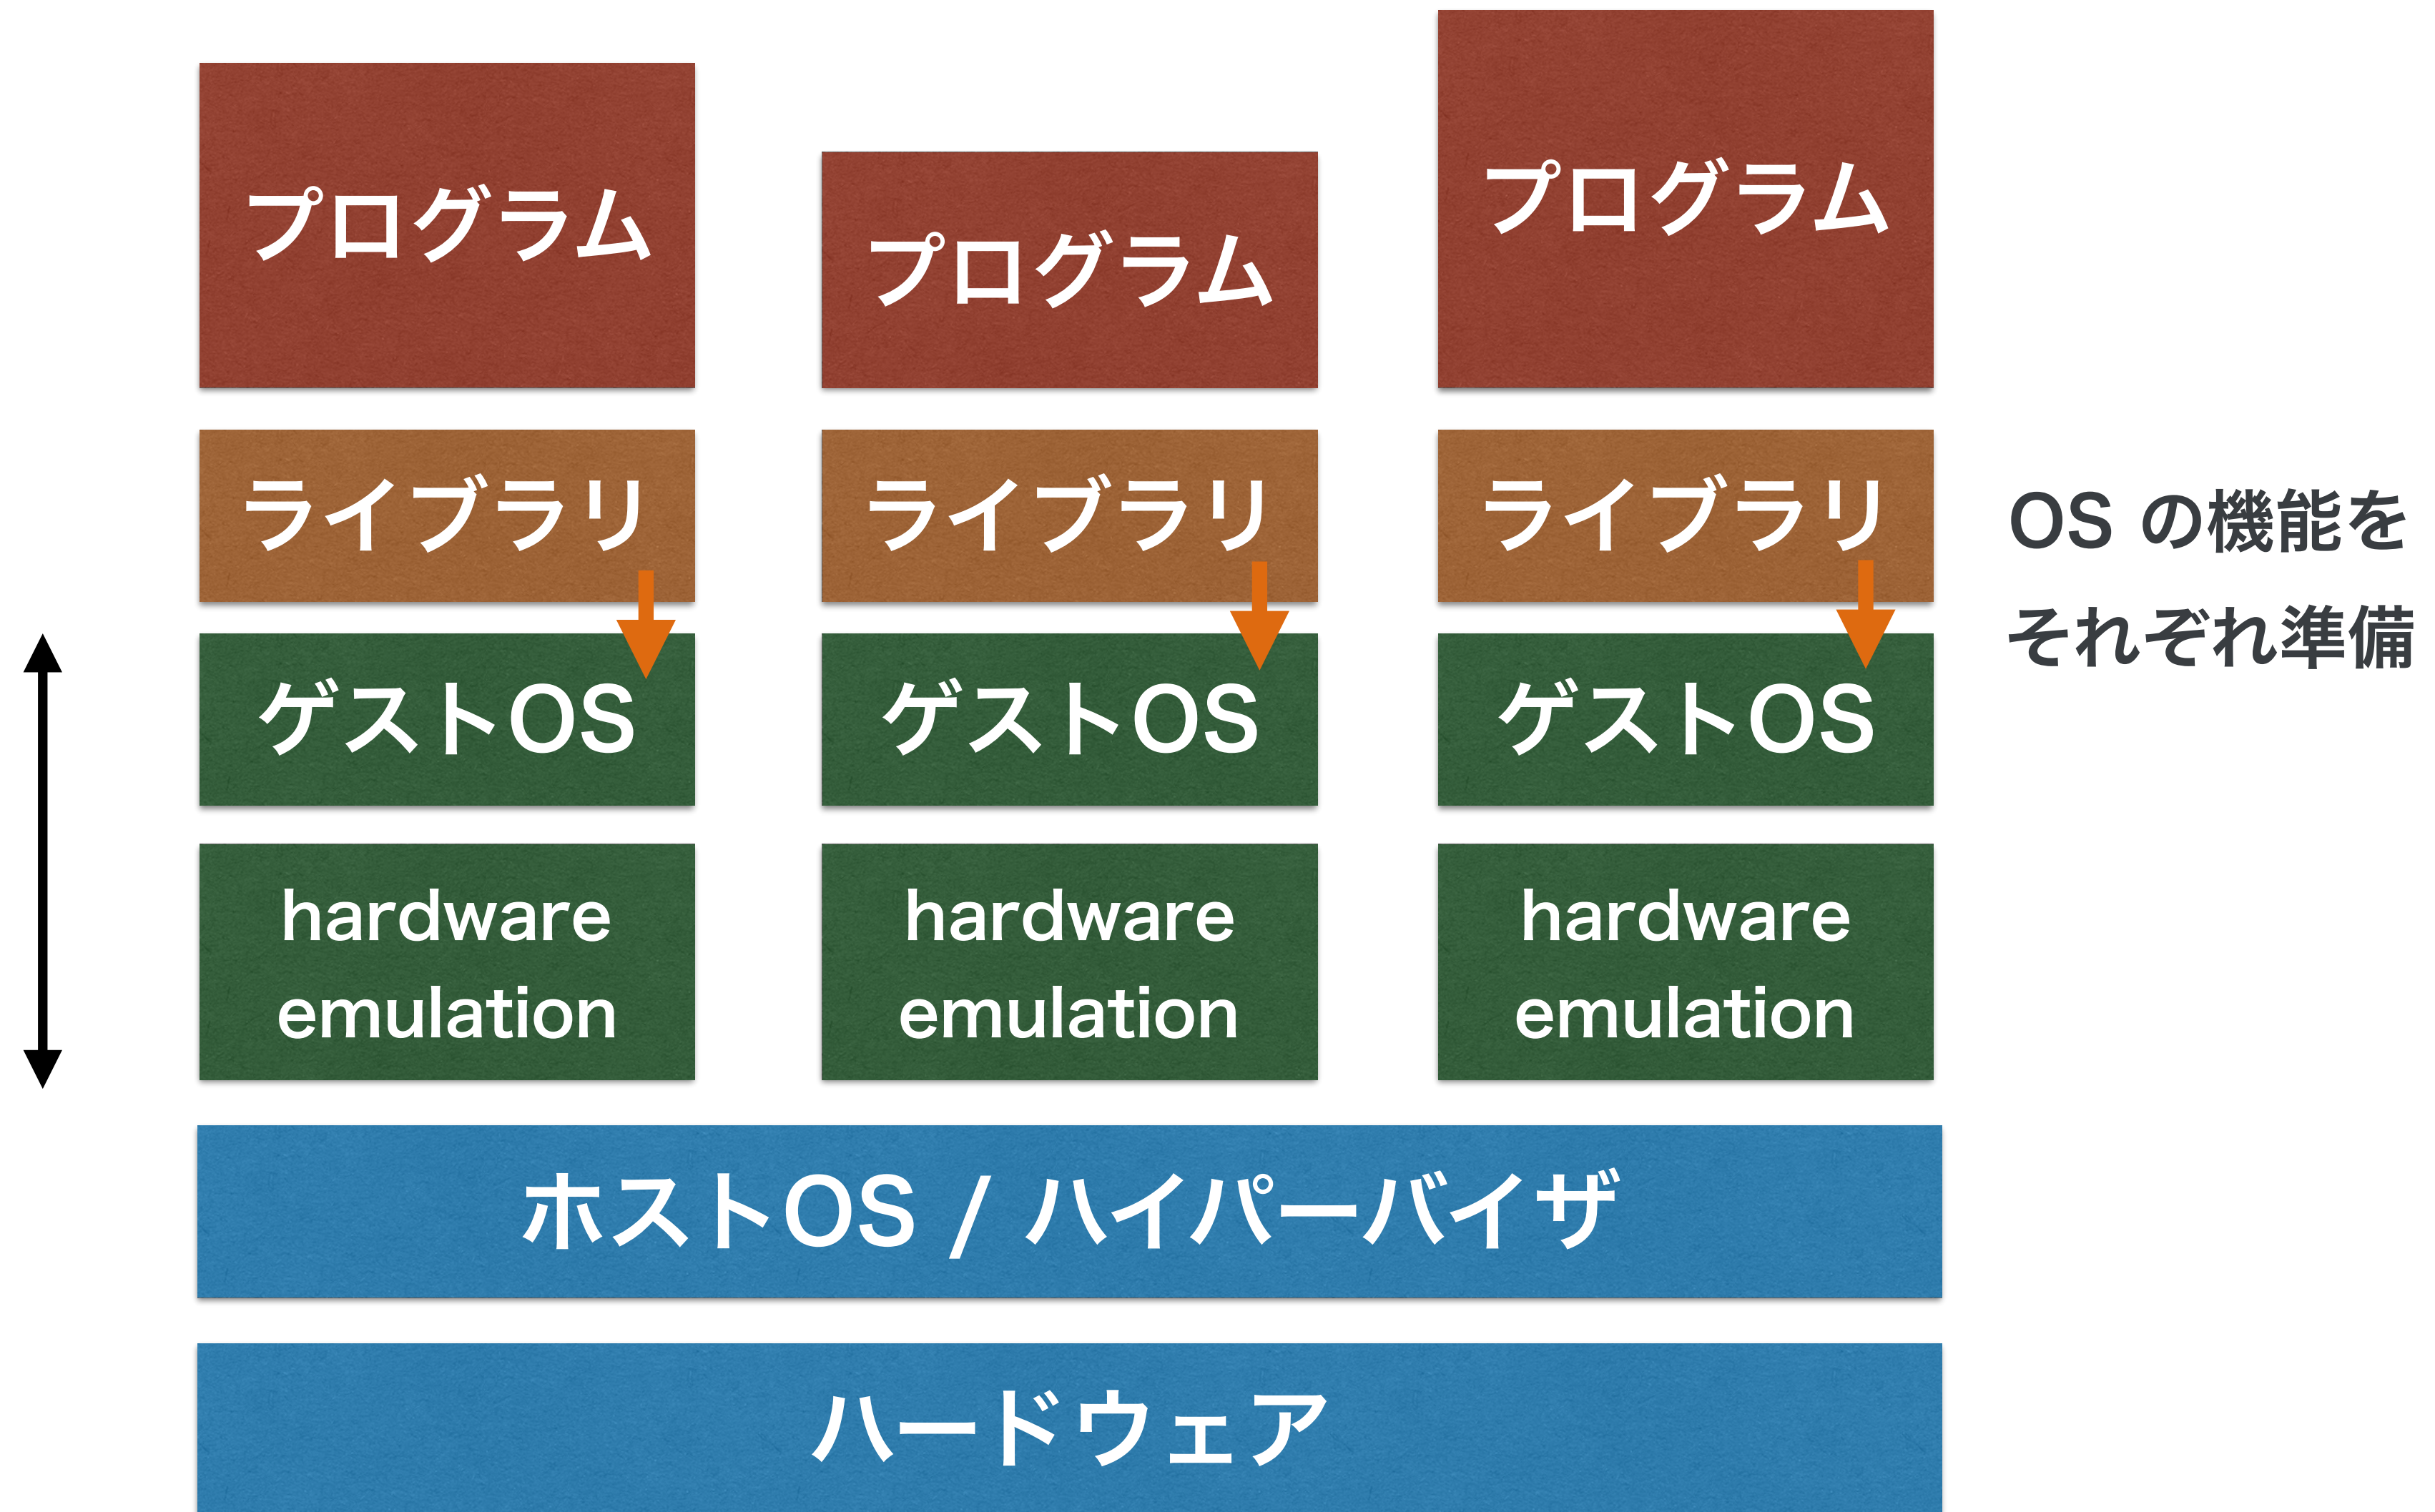 プログラム
プログラム
プログラム
ライブラリ
ライブラリ
ライブラリ
OS の機能を
それぞれ準備
ゲストOS
ゲストOS
ゲストOS
hardware
emulation
hardware
emulation
hardware
emulation
ホストOS / ハイパーバイザ
ハードウェア